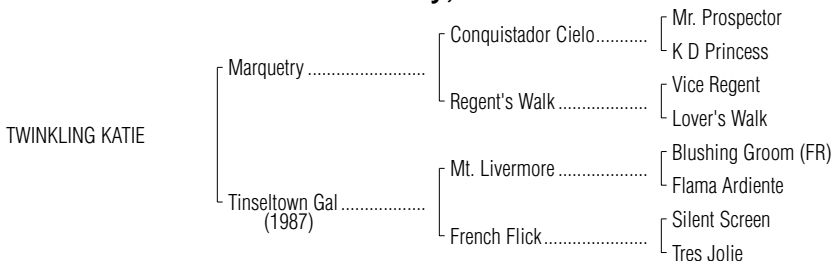 Mr. Prospector
Conquistador Cielo...........
K D Princess
Marquetry .........................
Vice Regent
Regent's Walk ...................
Lover's Walk
TWINKLING KATIE
Blushing Groom (FR)
Mt. Livermore ...................
Flama Ardiente
Tinseltown Gal ..................
(1987)
Silent Screen
French Flick......................
Tres Jolie